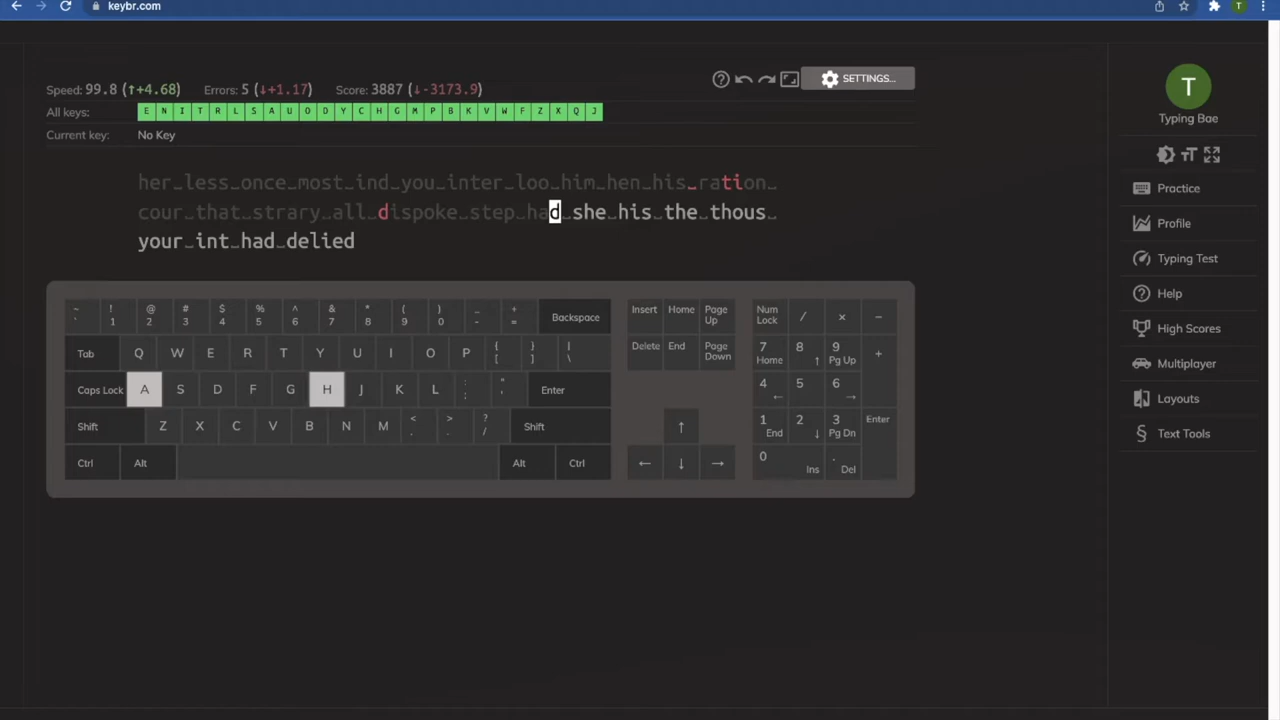 keybr.com
T
Speed: 99.8 (↑+4.68) Errors: 5 (↓+1.17) Score: 3887 (↓-3173.9)
SETTINGS...
All keys: E N I T R L S A U O D Y C H G M P B K V W F Z X Q J
Current key: No Key
her less once most ind you inter loo him hen his ration
cour that strary all dispoke step had she his the thous
your int had delied
~ ` ! 1 @ 2 # 3 $ 4 % 5 ^ 6 & 7 * 8 ( 9 ) 0 _ - + = Backspace
Tab Q W E R T Y U I O P { [ } ] | \
Caps Lock A S D F G H J K L : ; " ' Enter
Shift Z X C V B N M < , > . ? / Shift
Ctrl Alt Alt Ctrl
Insert Home Page Up
Delete End Page Down
↑
← ↓ →
Num Lock / × −
7 Home 8 ↑ 9 Pg Up +
4 ← 5 6 →
1 End 2 ↓ 3 Pg Dn Enter
0 Ins . Del
T
Typing Bae
Practice
Profile
Typing Test
Help
High Scores
Multiplayer
Layouts
§ Text Tools